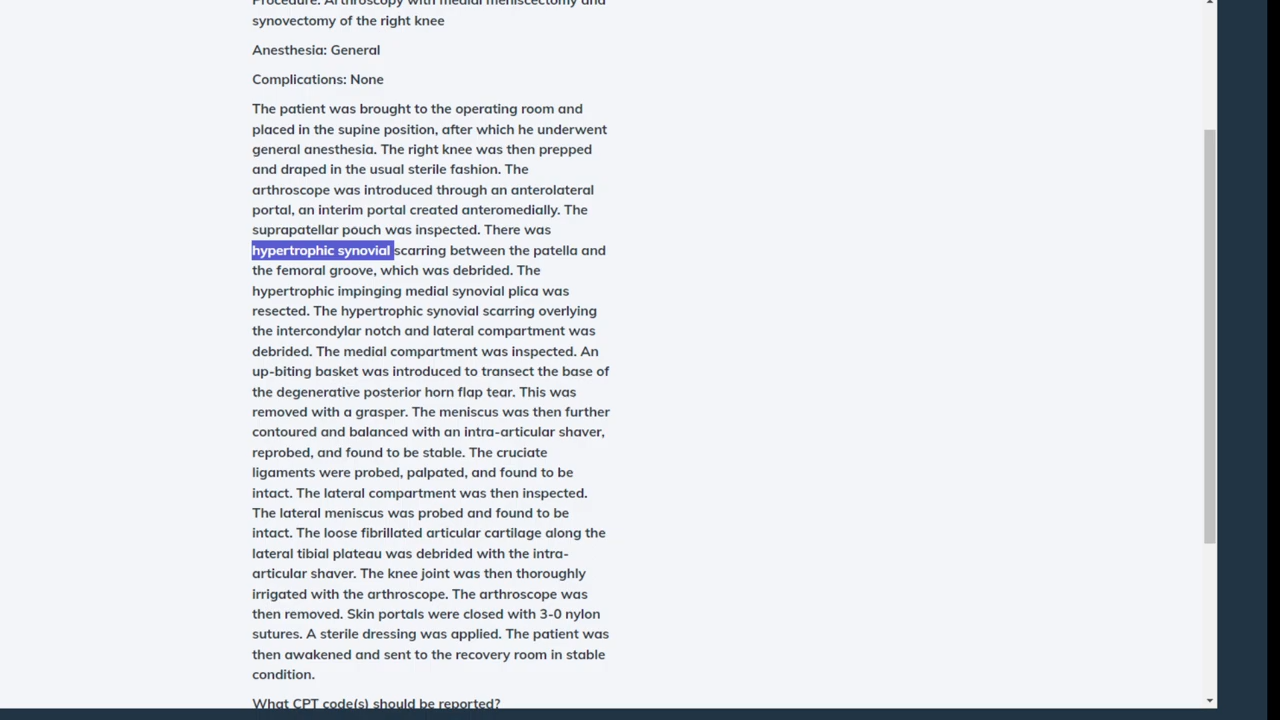 Procedure: Arthroscopy with medial meniscectomy and
synovectomy of the right knee
Anesthesia: General
Complications: None
The patient was brought to the operating room and
placed in the supine position, after which he underwent
general anesthesia. The right knee was then prepped
and draped in the usual sterile fashion. The
arthroscope was introduced through an anterolateral
portal, an interim portal created anteromedially. The
suprapatellar pouch was inspected. There was
hypertrophic synovial scarring between the patella and
the femoral groove, which was debrided. The
hypertrophic impinging medial synovial plica was
resected. The hypertrophic synovial scarring overlying
the intercondylar notch and lateral compartment was
debrided. The medial compartment was inspected. An
up-biting basket was introduced to transect the base of
the degenerative posterior horn flap tear. This was
removed with a grasper. The meniscus was then further
contoured and balanced with an intra-articular shaver,
reprobed, and found to be stable. The cruciate
ligaments were probed, palpated, and found to be
intact. The lateral compartment was then inspected.
The lateral meniscus was probed and found to be
intact. The loose fibrillated articular cartilage along the
lateral tibial plateau was debrided with the intra-
articular shaver. The knee joint was then thoroughly
irrigated with the arthroscope. The arthroscope was
then removed. Skin portals were closed with 3-0 nylon
sutures. A sterile dressing was applied. The patient was
then awakened and sent to the recovery room in stable
condition.
What CPT code(s) should be reported?